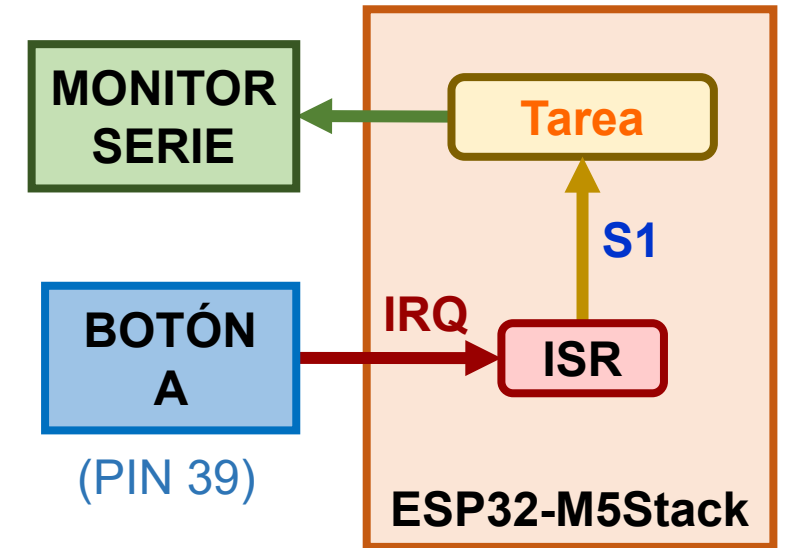 MONITOR
SERIE
Tarea
S1
BOTÓN
A
IRQ
ISR
(PIN 39)
ESP32-M5Stack